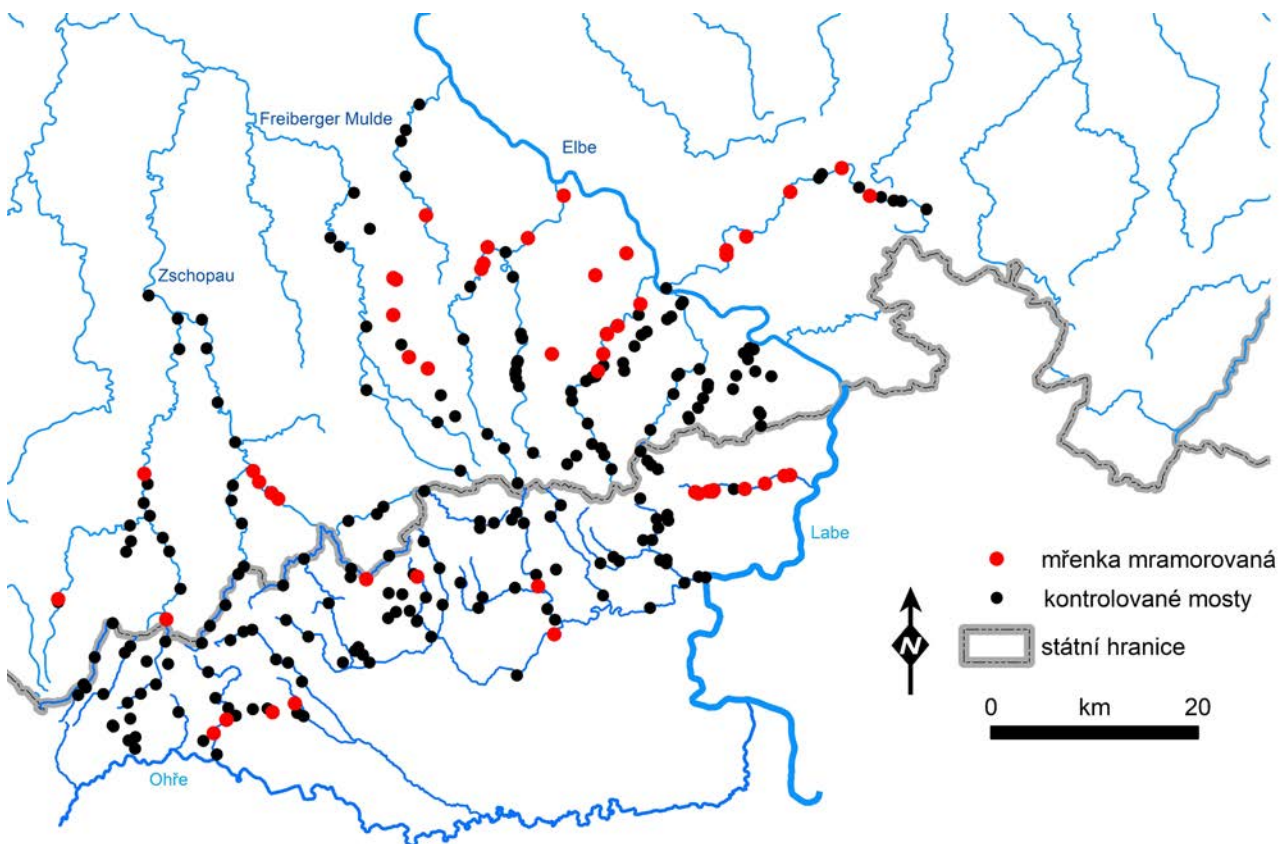 Freiberger Mulde
Elbe
Zschopau
Labe
mřenka mramorovaná
kontrolované mosty
N
státní hranice
0 km 20
Ohře